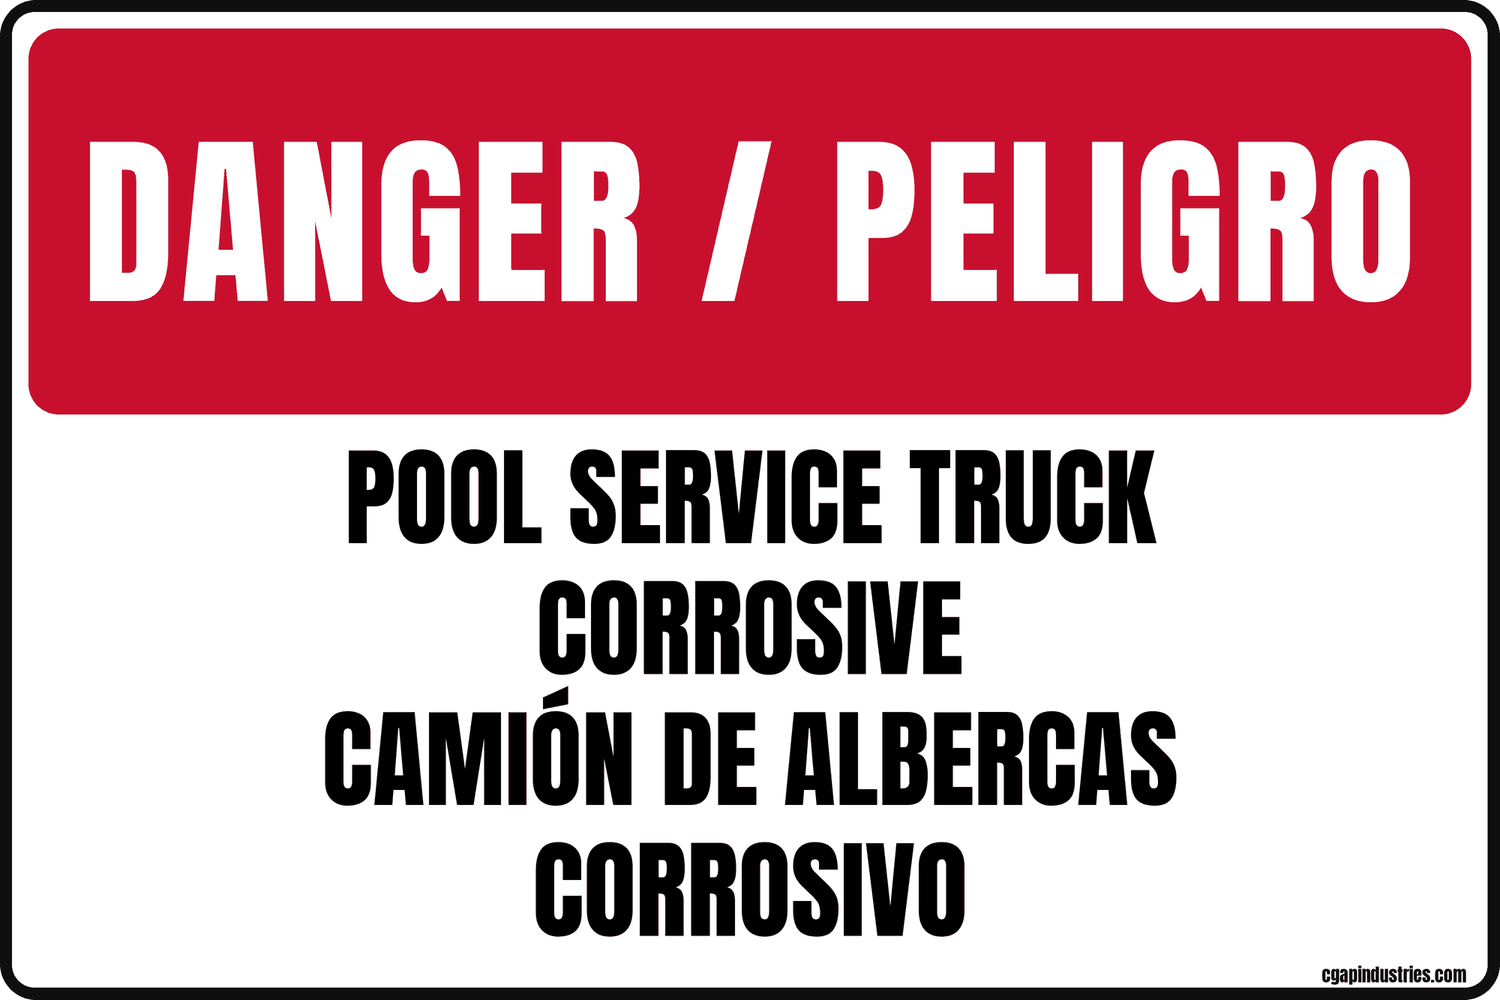 DANGER / PELIGRO
POOL SERVICE TRUCK
CORROSIVE
CAMIÓN DE ALBERCAS
CORROSIVO
cgapindustries.com